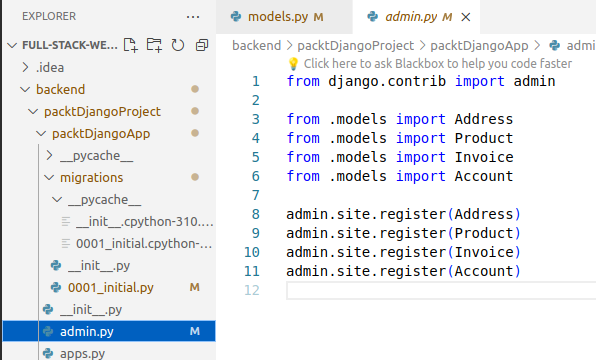 EXPLORER
FULL-STACK-WE...
.idea
backend
packtDjangoProject
packtDjangoApp
__pycache__
migrations
__pycache__
__init__.cpython-310....
0001_initial.cpython-...
__init__.py
0001_initial.py M
__init__.py
admin.py M
apps.py
models.py M
admin.py M
backend > packtDjangoProject > packtDjangoApp > admi
Click here to ask Blackbox to help you code faster
1 from django.contrib import admin
2
3 from .models import Address
4 from .models import Product
5 from .models import Invoice
6 from .models import Account
7
8 admin.site.register(Address)
9 admin.site.register(Product)
10 admin.site.register(Invoice)
11 admin.site.register(Account)
12